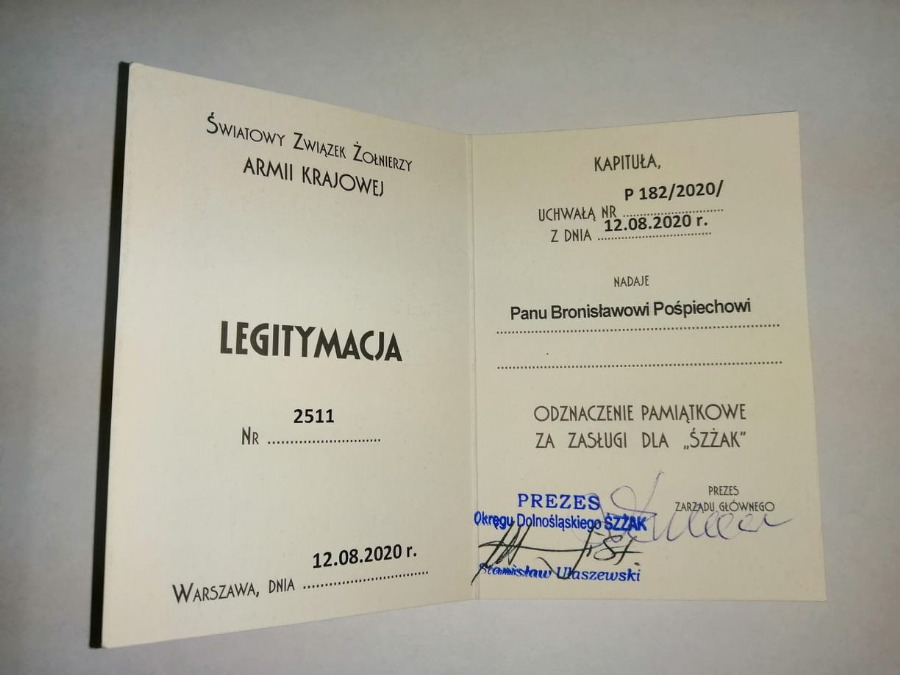 Światowy Związek Żołnierzy
ARMII KRAJOWEJ
LEGITYMACJA
2511
Nr ............................
12.08.2020 r.
Warszawa, dnia ............................
KAPITUŁA,
P 182/2020/
UCHWAŁĄ NR ......................
12.08.2020 r.
Z DNIA ............................
NADAJE
Panu Bronisławowi Pośpiechowi
ODZNACZENIE PAMIĄTKOWE
ZA ZASŁUGI DLA „ŚZŻAK”
PREZES
ZARZĄDU GŁÓWNEGO
PREZES
Okręgu Dolnośląskiego ŚZŻAK
Stanisław Ułaszewski